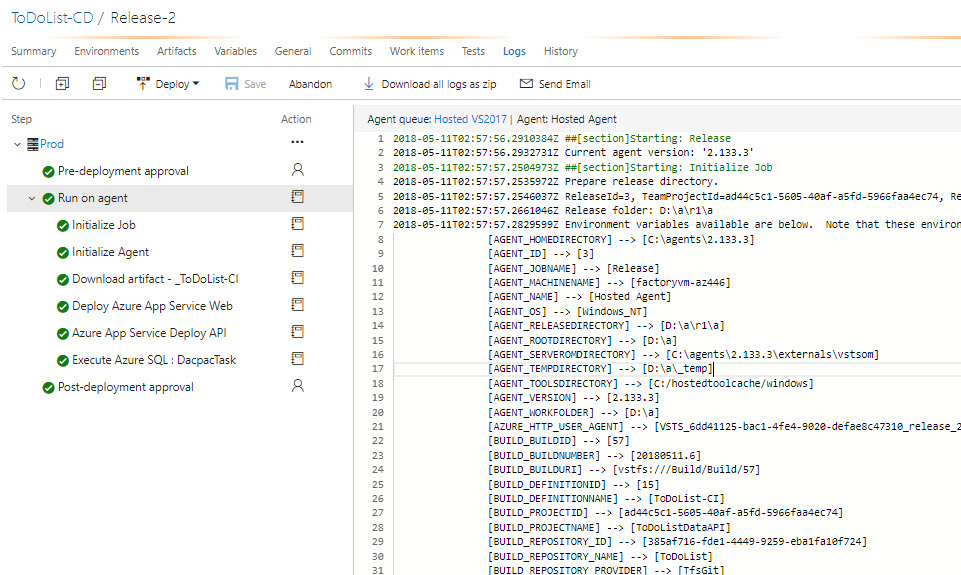 ToDoList-CD / Release-2
Summary Environments Artifacts Variables General Commits Work items Tests Logs History
Deploy Save Abandon Download all logs as zip Send Email
Step Action
Prod
Pre-deployment approval
Run on agent
Initialize Job
Initialize Agent
Download artifact - _ToDoList-CI
Deploy Azure App Service Web
Azure App Service Deploy API
Execute Azure SQL : DacpacTask
Post-deployment approval
Agent queue: Hosted VS2017 | Agent: Hosted Agent
1 2018-05-11T02:57:56.2910384Z ##[section]Starting: Release
2 2018-05-11T02:57:56.2932731Z Current agent version: '2.133.3'
3 2018-05-11T02:57:57.2504973Z ##[section]Starting: Initialize Job
4 2018-05-11T02:57:57.2535972Z Prepare release directory.
5 2018-05-11T02:57:57.2546037Z ReleaseId=3, TeamProjectId=ad44c5c1-5605-40af-a5fd-5966faa4ec74, Re
6 2018-05-11T02:57:57.2661046Z Release folder: D:\a\r1\a
7 2018-05-11T02:57:57.2829599Z Environment variables available are below. Note that these environ
8 [AGENT_HOMEDIRECTORY] --> [C:\agents\2.133.3]
9 [AGENT_ID] --> [3]
10 [AGENT_JOBNAME] --> [Release]
11 [AGENT_MACHINENAME] --> [factoryvm-az446]
12 [AGENT_NAME] --> [Hosted Agent]
13 [AGENT_OS] --> [Windows_NT]
14 [AGENT_RELEASEDIRECTORY] --> [D:\a\r1\a]
15 [AGENT_ROOTDIRECTORY] --> [D:\a]
16 [AGENT_SERVEROMDIRECTORY] --> [C:\agents\2.133.3\externals\vstsom]
17 [AGENT_TEMPDIRECTORY] --> [D:\a\_temp]
18 [AGENT_TOOLSDIRECTORY] --> [C:/hostedtoolcache/windows]
19 [AGENT_VERSION] --> [2.133.3]
20 [AGENT_WORKFOLDER] --> [D:\a]
21 [AZURE_HTTP_USER_AGENT] --> [VSTS_6dd41125-bac1-4fe4-9020-defae8c47310_release_2
22 [BUILD_BUILDID] --> [57]
23 [BUILD_BUILDNUMBER] --> [20180511.6]
24 [BUILD_BUILDURI] --> [vstfs:///Build/Build/57]
25 [BUILD_DEFINITIONID] --> [15]
26 [BUILD_DEFINITIONNAME] --> [ToDoList-CI]
27 [BUILD_PROJECTID] --> [ad44c5c1-5605-40af-a5fd-5966faa4ec74]
28 [BUILD_PROJECTNAME] --> [ToDoListDataAPI]
29 [BUILD_REPOSITORY_ID] --> [385af716-fde1-4449-9259-eba1fa10f724]
30 [BUILD_REPOSITORY_NAME] --> [ToDoList]
31 [BUILD_REPOSITORY_PROVIDER] --> [TfsGit]